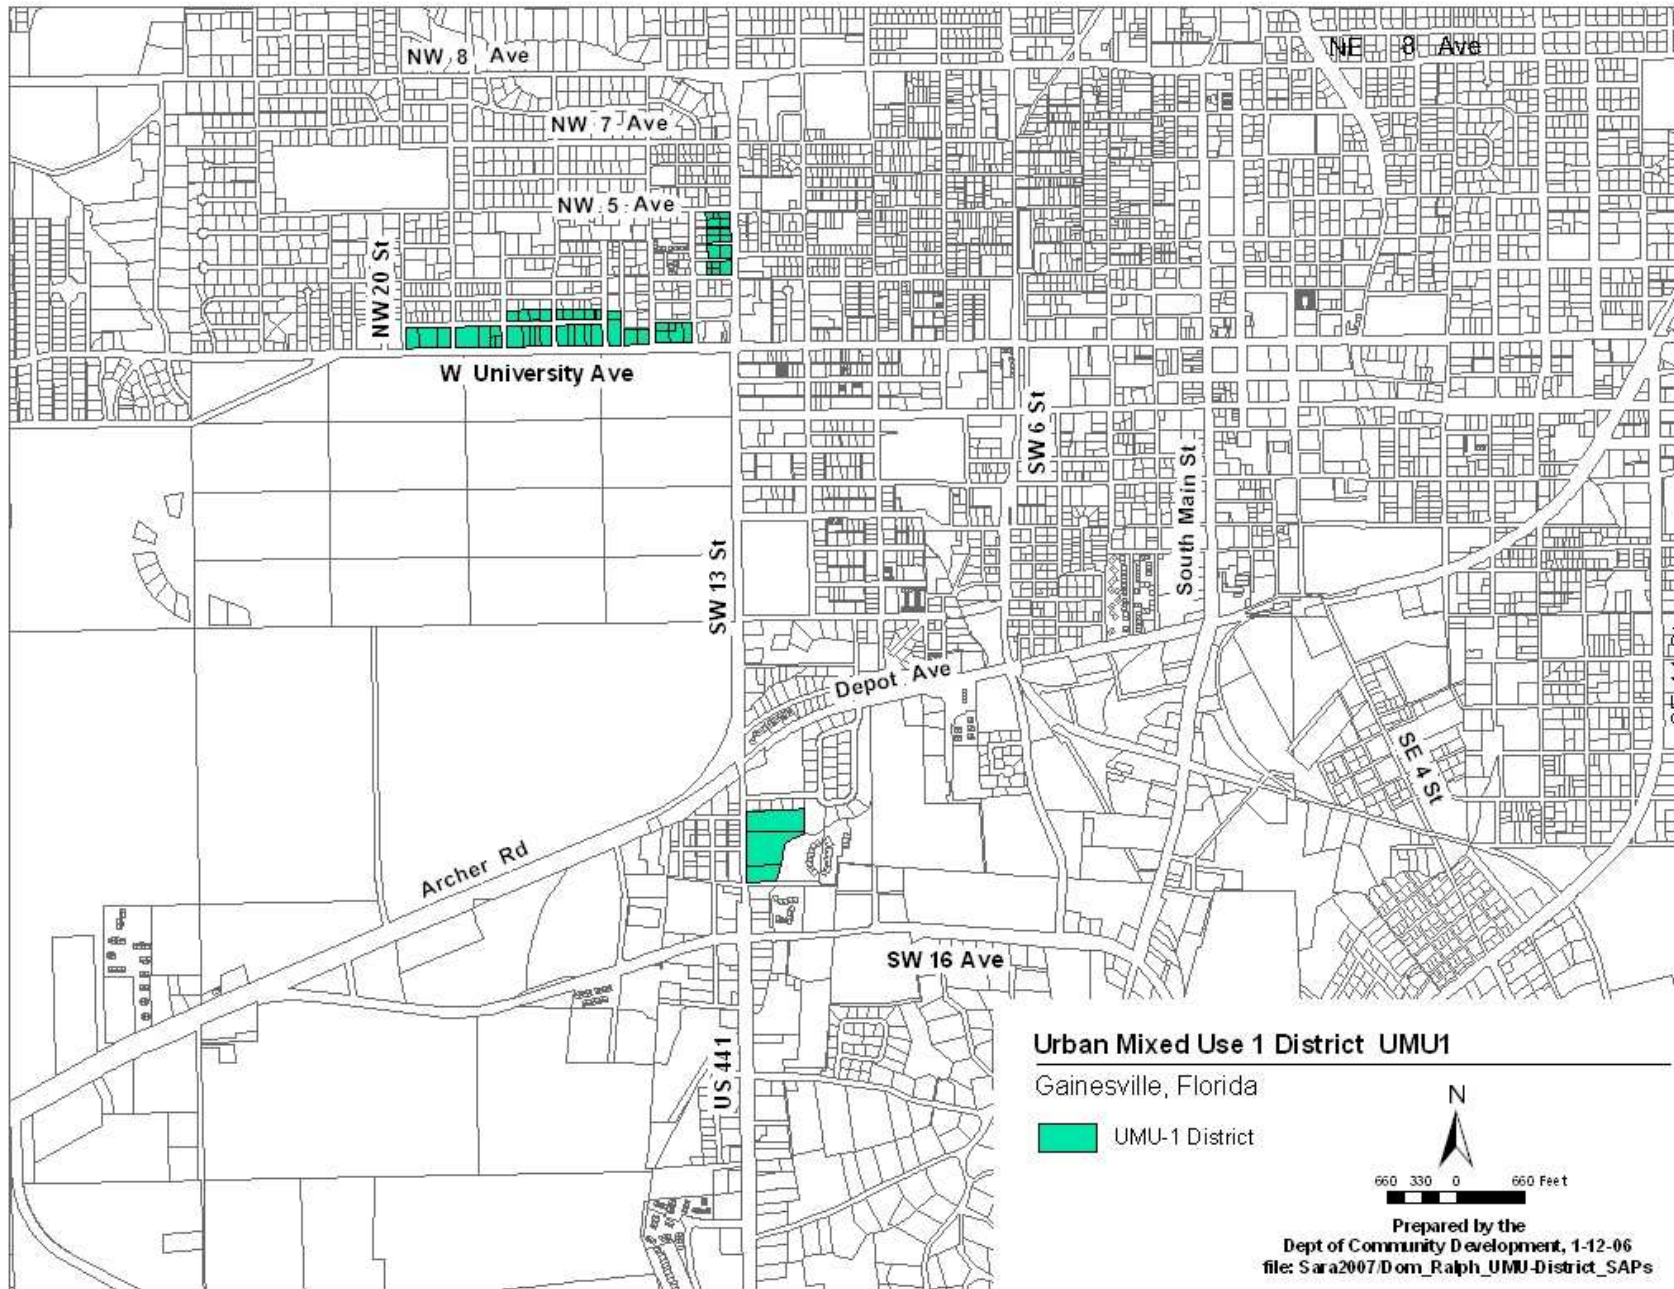 NW 8 Ave
NE 8 Ave
NW 7 Ave
NW 5 Ave
NW 20 St
W University Ave
SW 6 St
South Main St
SW 13 St
Depot Ave
SE 4 St
Archer Rd
SW 16 Ave
US 441
Urban Mixed Use 1 District UMU1
Gainesville, Florida
UMU-1 District
N
660 330 0 660 Feet
Prepared by the
Dept of Community Development, 1-12-06
file: Sara2007/Dom_Ralph_UMU-District_SAPs